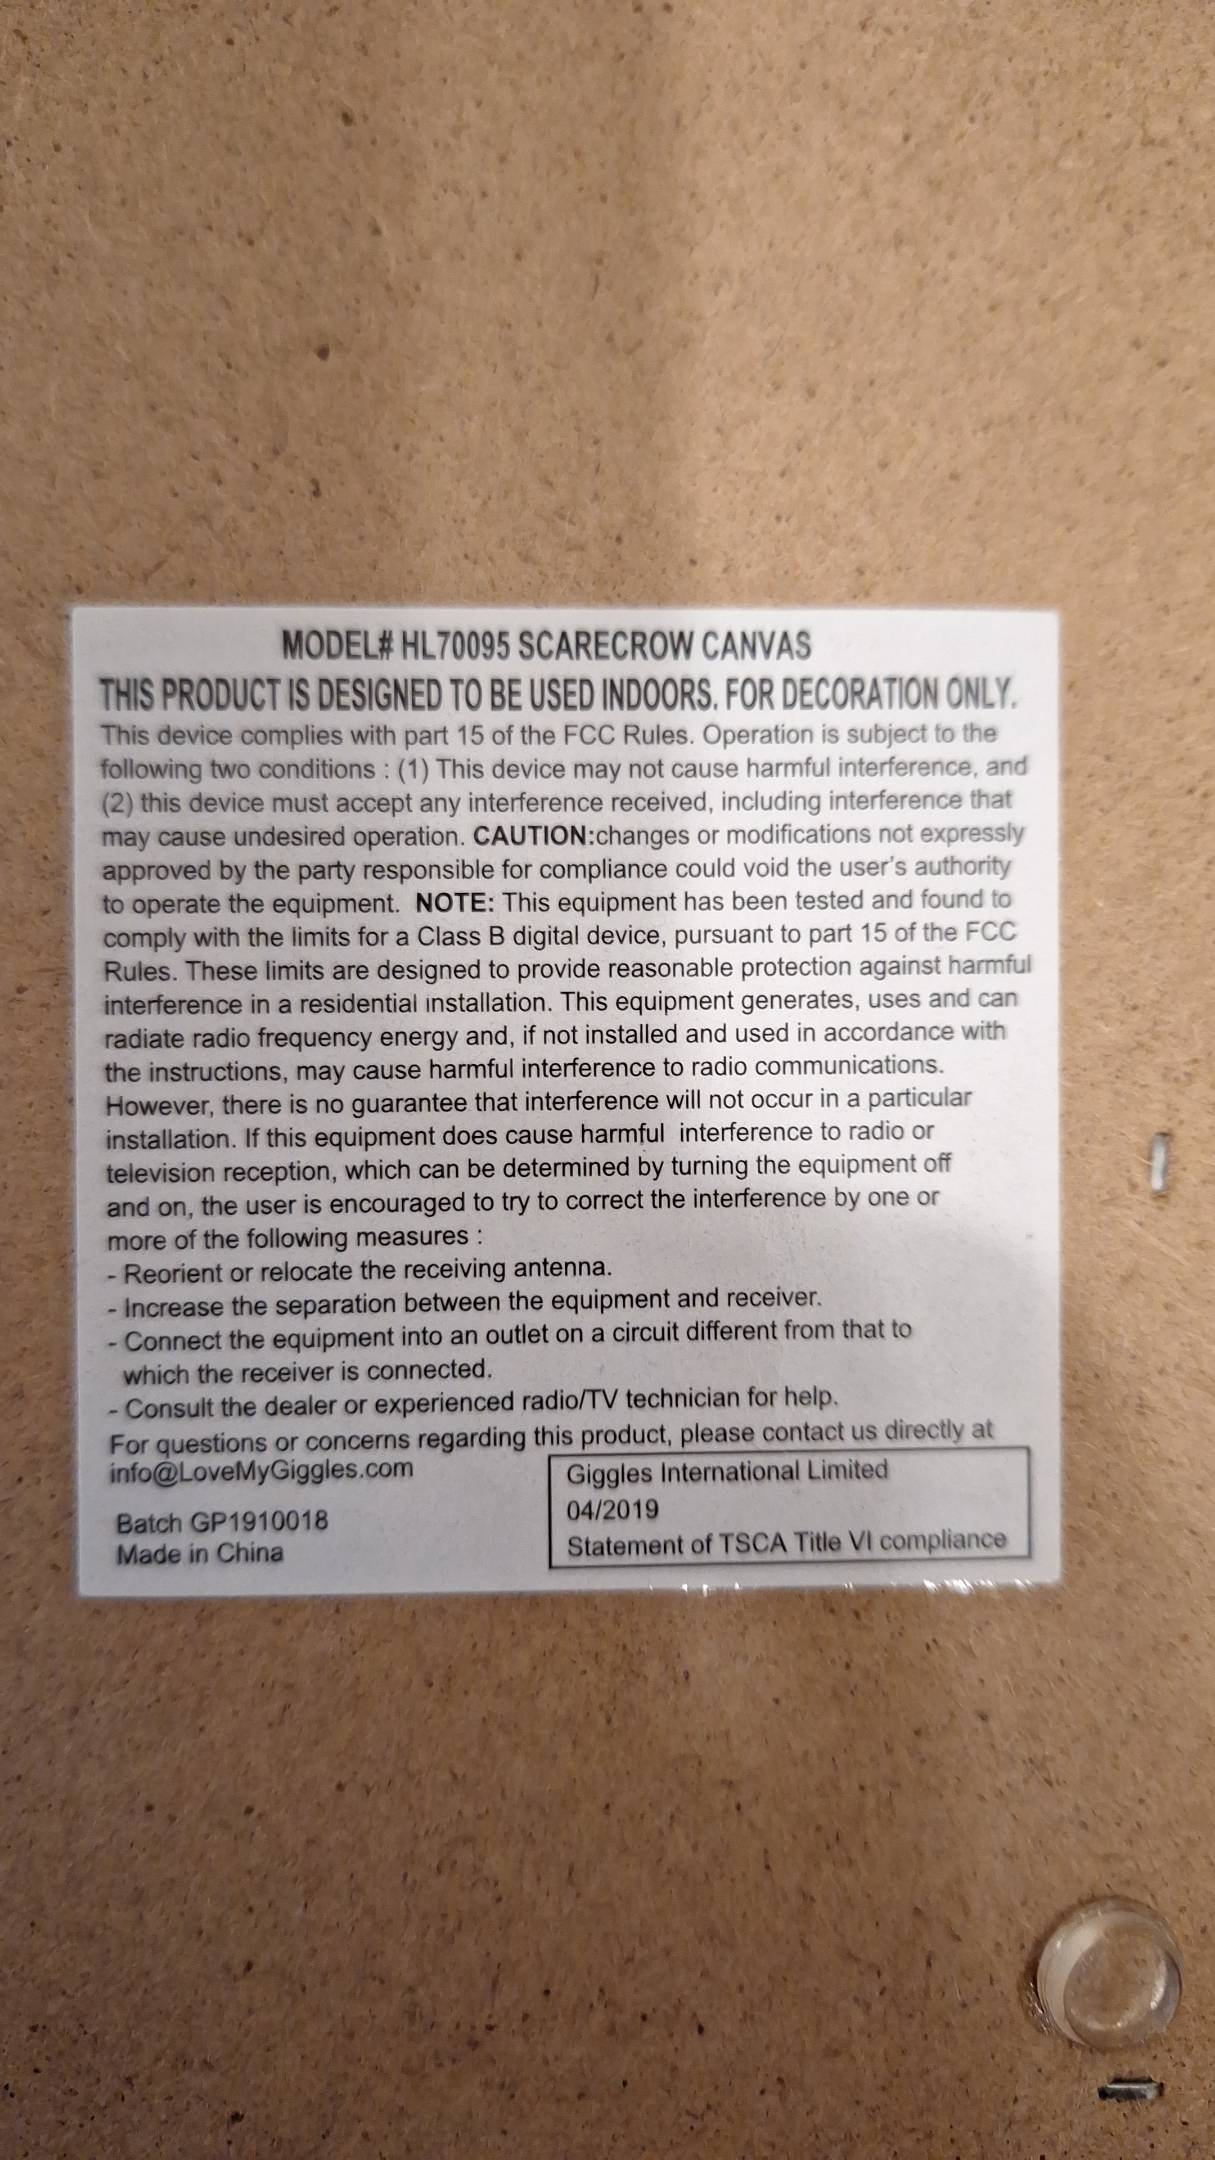 MODEL# HL70095 SCARECROW CANVAS
THIS PRODUCT IS DESIGNED TO BE USED INDOORS. FOR DECORATION ONLY.
This device complies with part 15 of the FCC Rules. Operation is subject to the
following two conditions : (1) This device may not cause harmful interference, and
(2) this device must accept any interference received, including interference that
may cause undesired operation. CAUTION:changes or modifications not expressly
approved by the party responsible for compliance could void the user's authority
to operate the equipment. NOTE: This equipment has been tested and found to
comply with the limits for a Class B digital device, pursuant to part 15 of the FCC
Rules. These limits are designed to provide reasonable protection against harmful
interference in a residential installation. This equipment generates, uses and can
radiate radio frequency energy and, if not installed and used in accordance with
the instructions, may cause harmful interference to radio communications.
However, there is no guarantee that interference will not occur in a particular
installation. If this equipment does cause harmful interference to radio or
television reception, which can be determined by turning the equipment off
and on, the user is encouraged to try to correct the interference by one or
more of the following measures :
- Reorient or relocate the receiving antenna.
- Increase the separation between the equipment and receiver.
- Connect the equipment into an outlet on a circuit different from that to
which the receiver is connected.
- Consult the dealer or experienced radio/TV technician for help.
For questions or concerns regarding this product, please contact us directly at
info@LoveMyGiggles.com
Batch GP1910018
Made in China
Giggles International Limited
04/2019
Statement of TSCA Title VI compliance